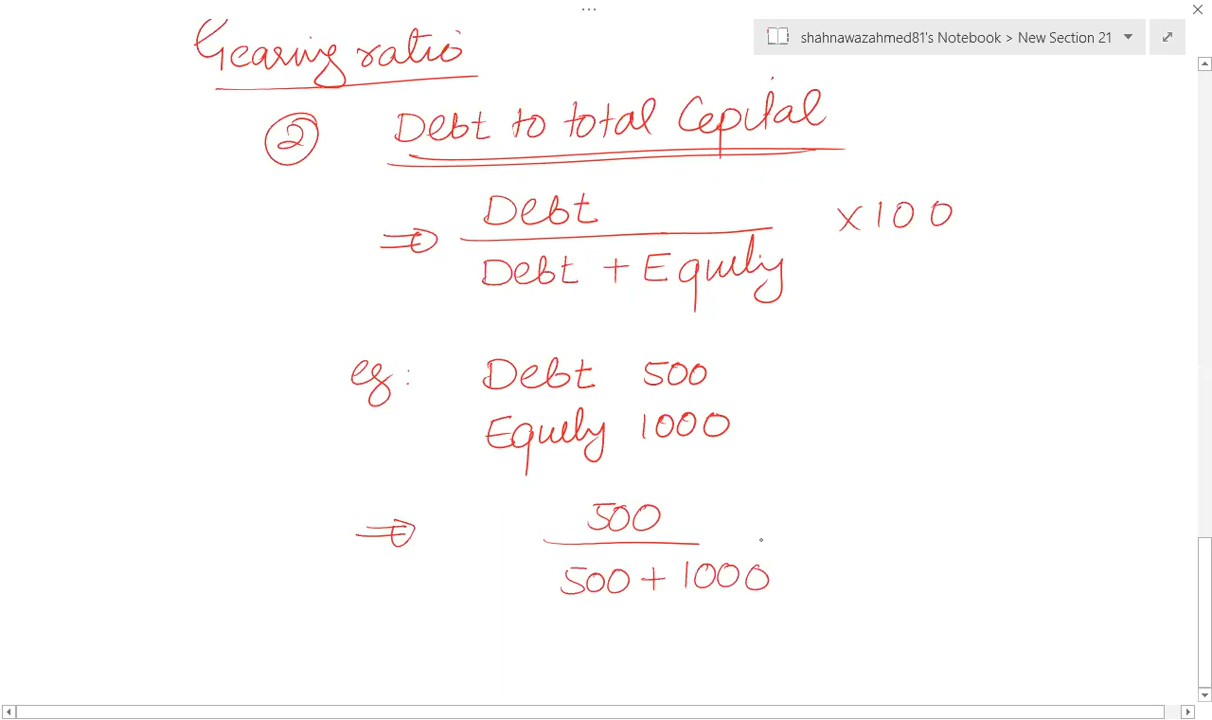 ...
shahnawazahmed81's Notebook > New Section 21
Gearing ratio
② Debt to total Capital
⇒ Debt
Debt + Equity × 100
eg: Debt 500
Equity 1000
⇒ 500
500 + 1000